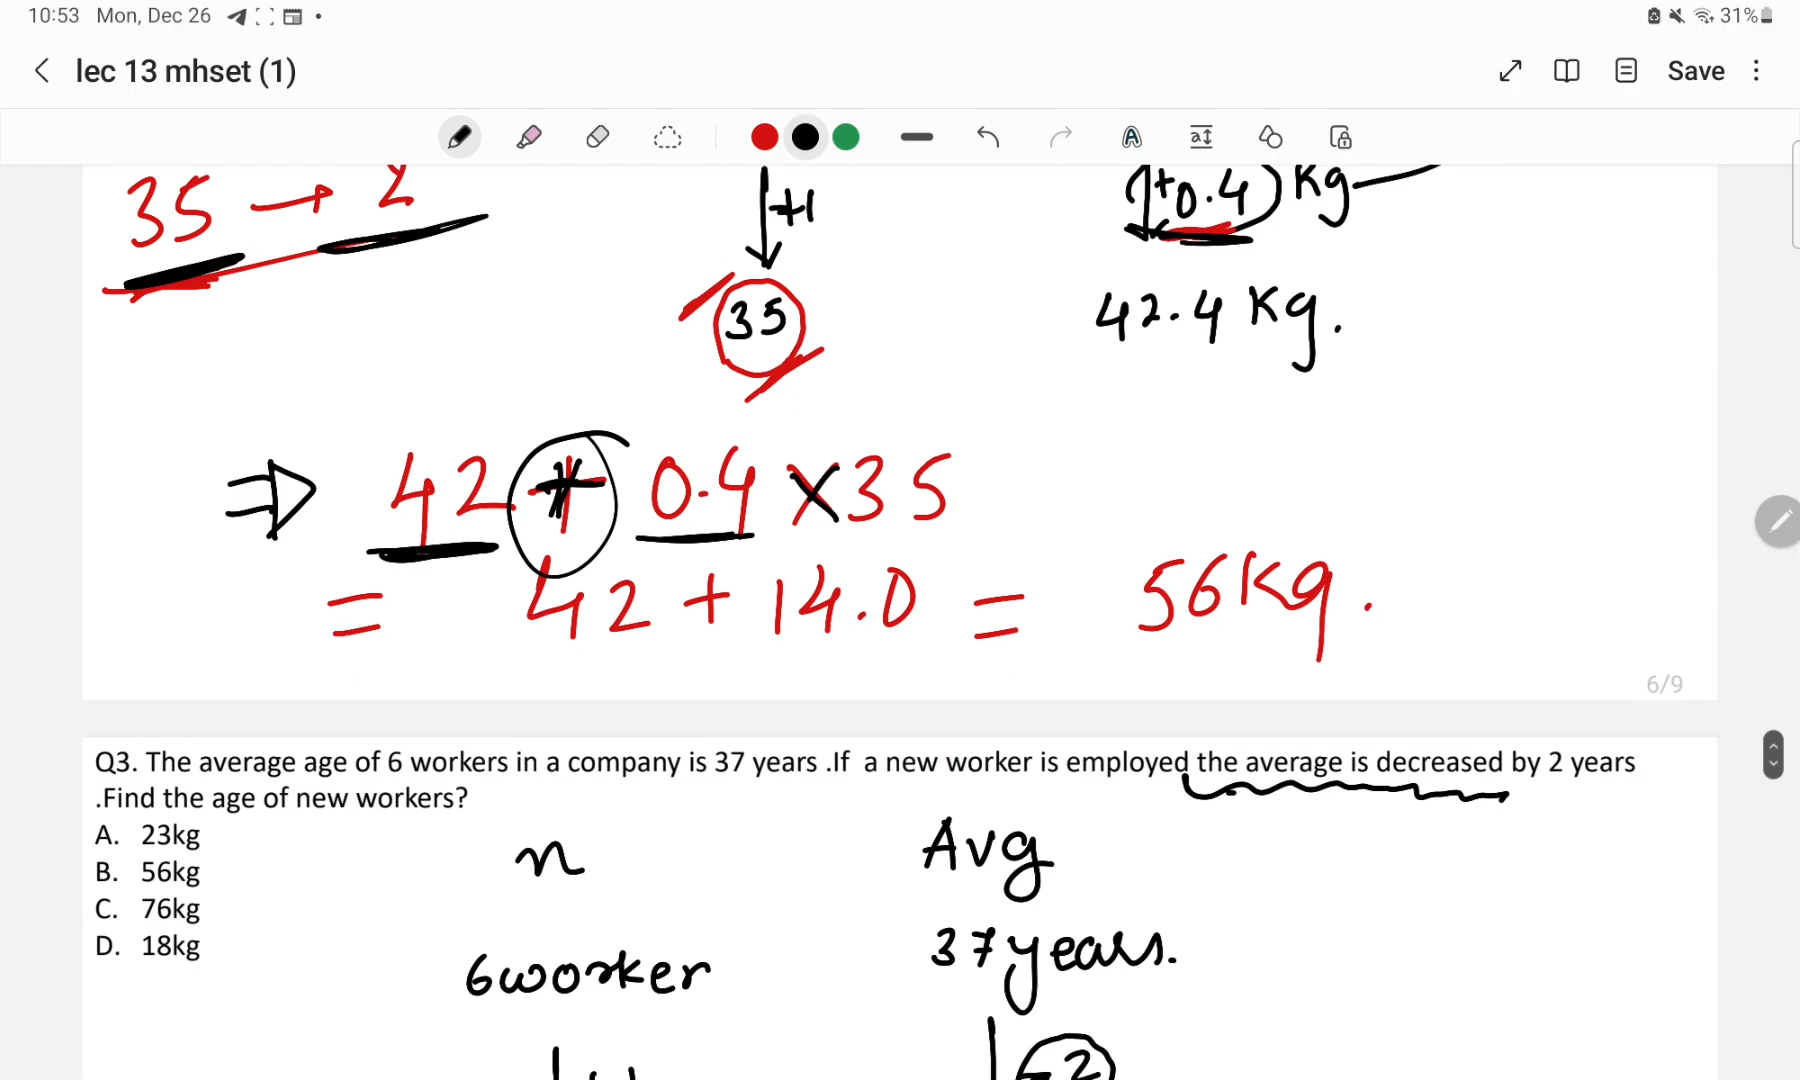 10:53 Mon, Dec 26
31%
lec 13 mhset (1)
Save
35 → 2
+1
(+0.4) Kg
35
42.4 Kg.
⇒ 42 + 0.4 × 35
= 42 + 14.0 = 56Kg.
6/9
Q3. The average age of 6 workers in a company is 37 years .If a new worker is employed the average is decreased by 2 years
.Find the age of new workers?
A. 23kg
B. 56kg
C. 76kg
D. 18kg
n Avg
6worker 37years.
-2